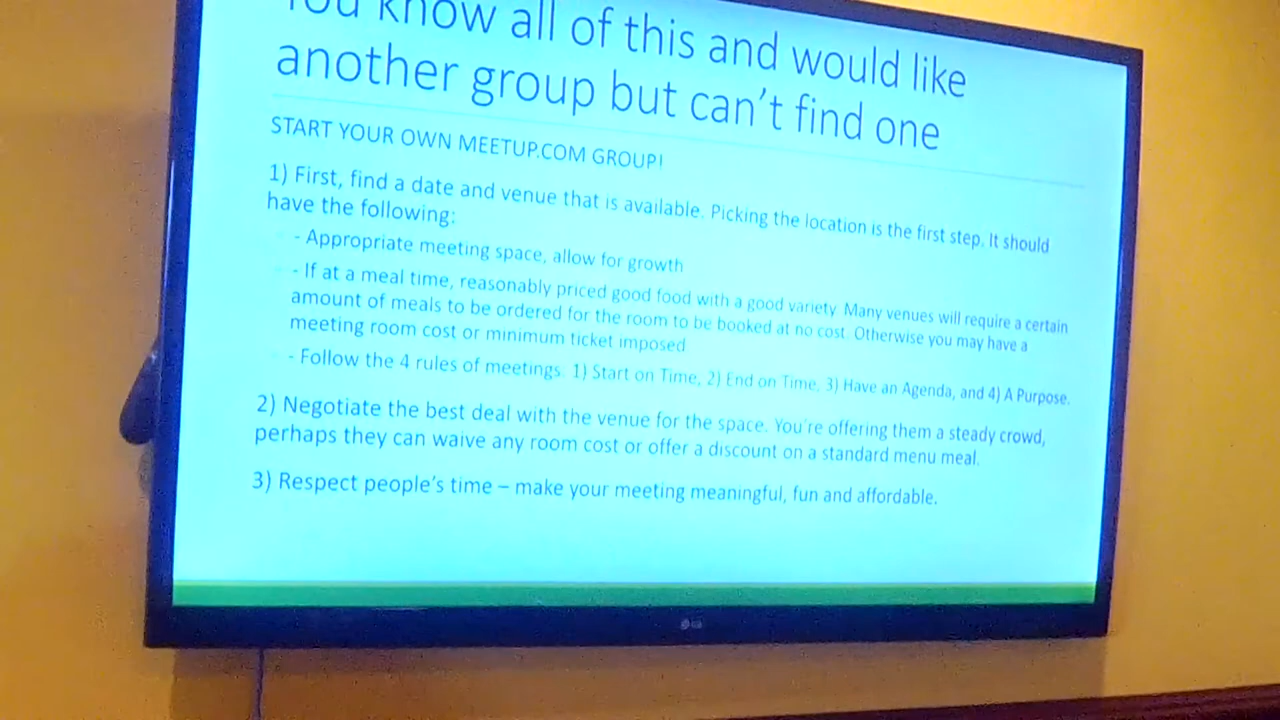 You know all of this and would like
another group but can't find one
START YOUR OWN MEETUP.COM GROUP!
1) First, find a date and venue that is available. Picking the location is the first step. It should
have the following:
- Appropriate meeting space, allow for growth
- If at a meal time, reasonably priced good food with a good variety. Many venues will require a certain
amount of meals to be ordered for the room to be booked at no cost. Otherwise you may have a
meeting room cost or minimum ticket imposed
- Follow the 4 rules of meetings. 1) Start on Time, 2) End on Time, 3) Have an Agenda, and 4) A Purpose.
2) Negotiate the best deal with the venue for the space. You're offering them a steady crowd,
perhaps they can waive any room cost or offer a discount on a standard menu meal.
3) Respect people's time – make your meeting meaningful, fun and affordable.
LG